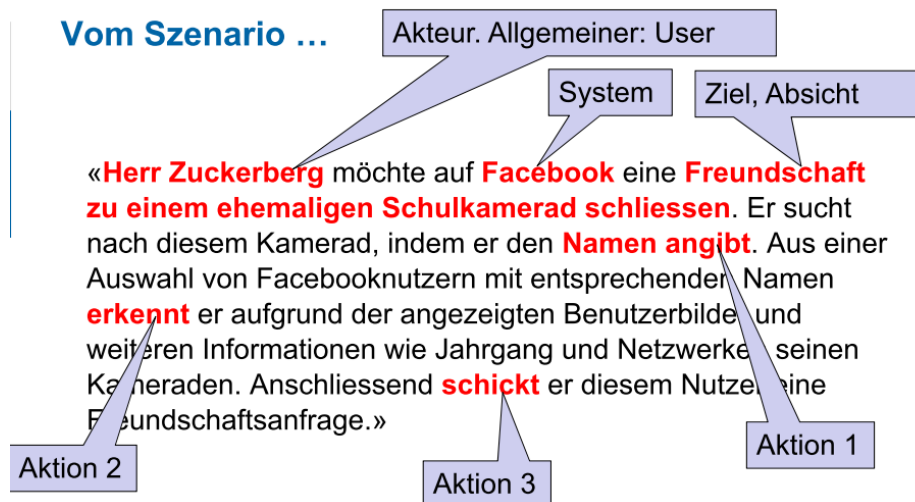 Vom Szenario …
Akteur. Allgemeiner: User
System
Ziel, Absicht
«Herr Zuckerberg möchte auf Facebook eine Freundschaft
zu einem ehemaligen Schulkamerad schliessen. Er sucht
nach diesem Kamerad, indem er den Namen angibt. Aus einer
Auswahl von Facebooknutzern mit entsprechenden Namen
erkennt er aufgrund der angezeigten Benutzerbilder und
weiteren Informationen wie Jahrgang und Netzwerken seinen
Kameraden. Anschliessend schickt er diesem Nutzer eine
Freundschaftsanfrage.»
Aktion 1
Aktion 2
Aktion 3